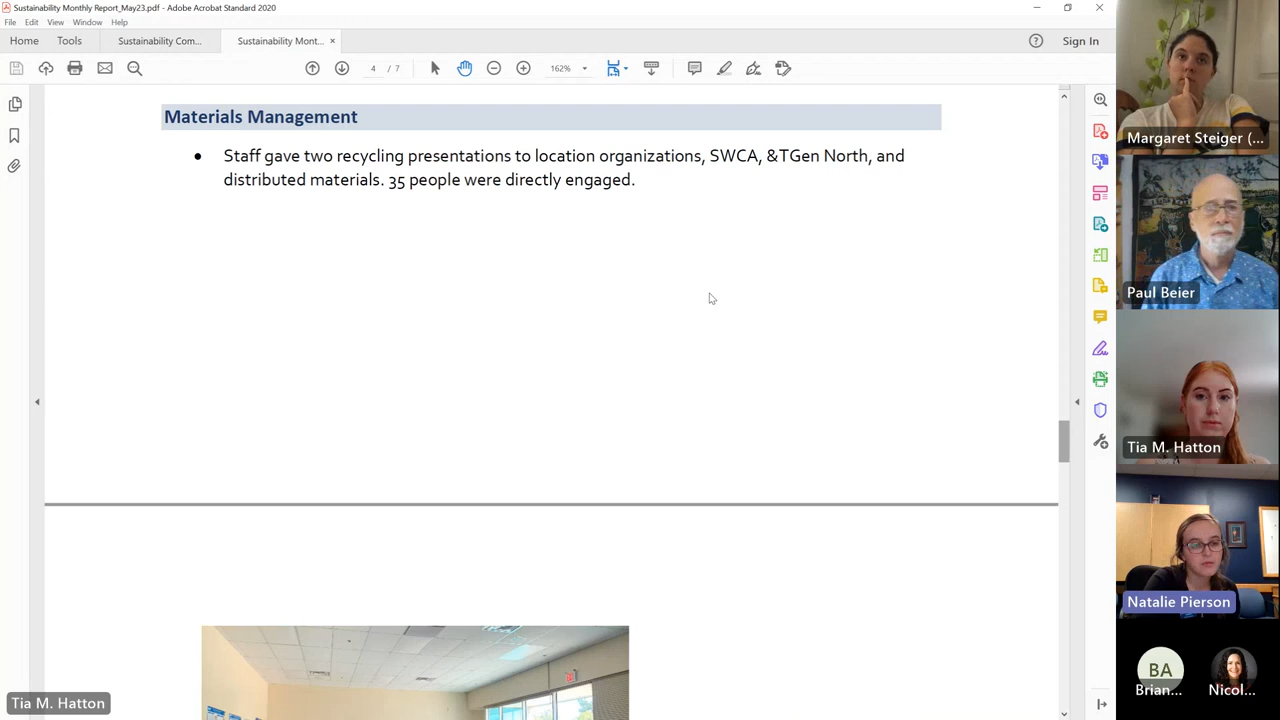 Sustainability Monthly Report_May23.pdf - Adobe Acrobat Standard 2020
File Edit View Window Help
Home Tools Sustainability Com... Sustainability Mont... ×
Sign In
4 / 7 162%
Materials Management
• Staff gave two recycling presentations to location organizations, SWCA, &TGen North, and
distributed materials. 35 people were directly engaged.
Margaret Steiger (...
Paul Beier
Tia M. Hatton
Natalie Pierson
BA
Brian... Nicol...
Tia M. Hatton